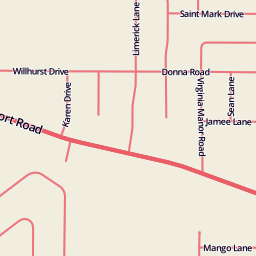 Limerick Lane
Saint Mark Drive
Willhurst Drive
Donna Road
Karen Drive
Virginia Manor Road
Sean Lane
ort Road
Jamee Lane
Mango Lane